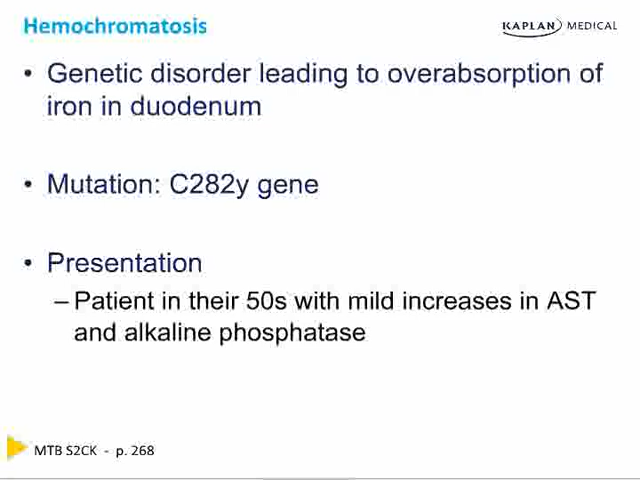 Hemochromatosis
KAPLAN MEDICAL
• Genetic disorder leading to overabsorption of
iron in duodenum
• Mutation: C282y gene
• Presentation
– Patient in their 50s with mild increases in AST
and alkaline phosphatase
MTB S2CK - p. 268